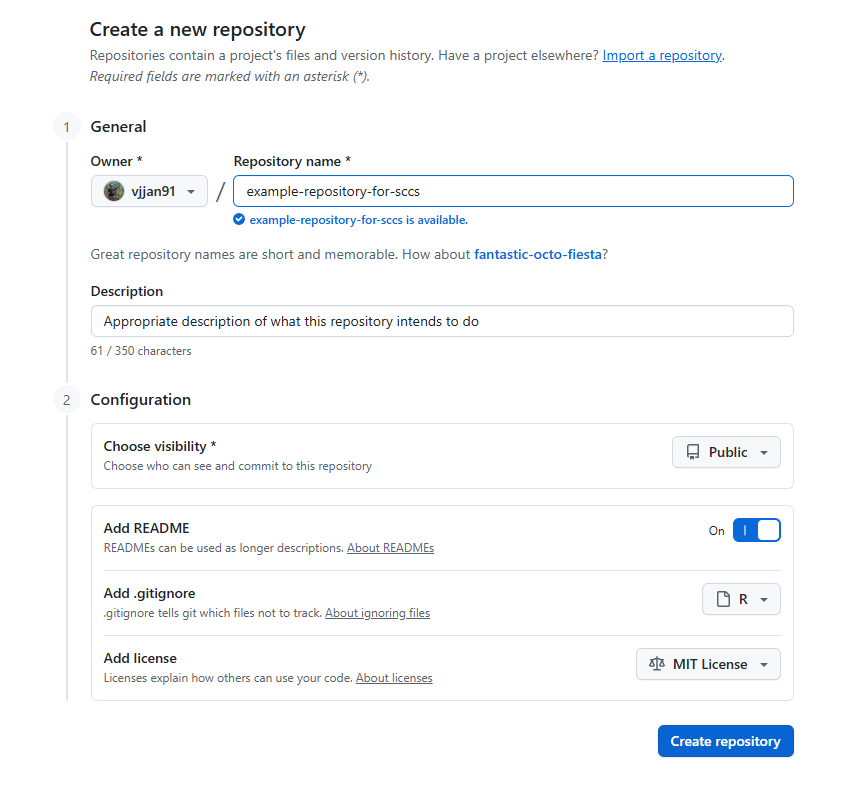 Create a new repository
Repositories contain a project's files and version history. Have a project elsewhere? Import a repository.
Required fields are marked with an asterisk (*).
1 General
Owner * Repository name *
vjjan91 / example-repository-for-sccs
example-repository-for-sccs is available.
Great repository names are short and memorable. How about fantastic-octo-fiesta?
Description
Appropriate description of what this repository intends to do
61 / 350 characters
2 Configuration
Choose visibility *
Public
Choose who can see and commit to this repository
Add README
On
READMEs can be used as longer descriptions. About READMEs
Add .gitignore
R
.gitignore tells git which files not to track. About ignoring files
Add license
MIT License
Licenses explain how others can use your code. About licenses
Create repository